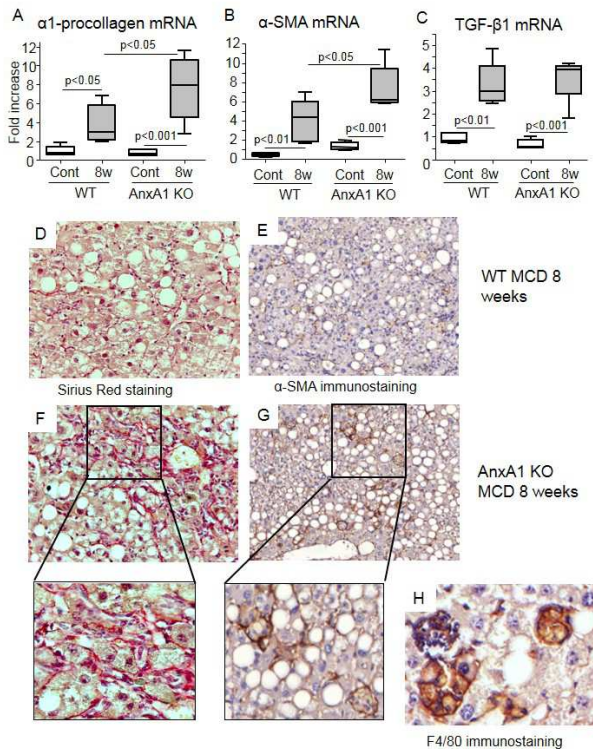 A
α1-procollagen mRNA
B
α-SMA mRNA
C
TGF-β1 mRNA
Fold increase
12
10
8
6
4
2
0
p<0.05
p<0.05
p<0.001
Cont 8w Cont 8w
WT AnxA1 KO
14
12
10
8
6
4
2
0
p<0.05
p<0.01
p<0.001
Cont 8w Cont 8w
WT AnxA1 KO
5
4
3
2
1
0
p<0.01
p<0.001
Cont 8w Cont 8w
WT AnxA1 KO
D
E
WT MCD 8
weeks
Sirius Red staining
α-SMA immunostaining
F
G
AnxA1 KO
MCD 8 weeks
H
F4/80 immunostaining